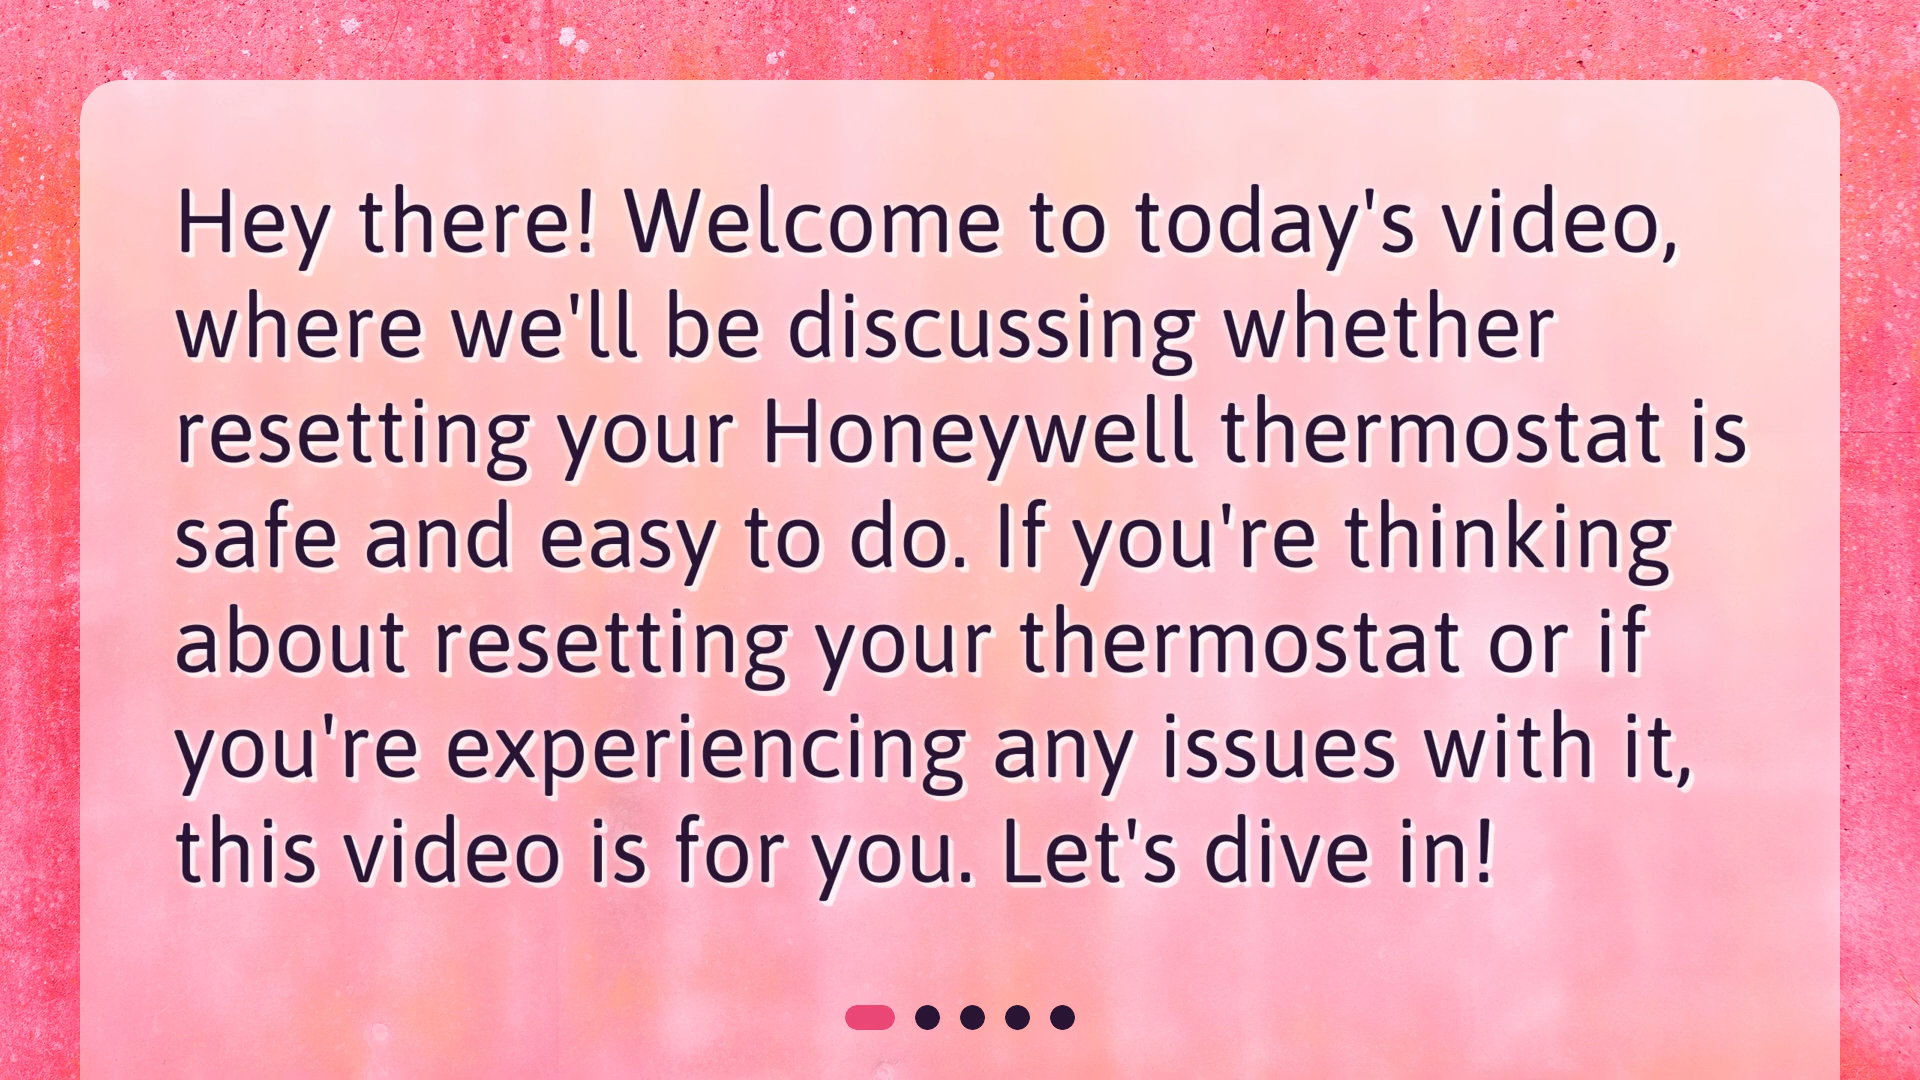 Hey there! Welcome to today's video,
where we'll be discussing whether
resetting your Honeywell thermostat is
safe and easy to do. If you're thinking
about resetting your thermostat or if
you're experiencing any issues with it,
this video is for you. Let's dive in!